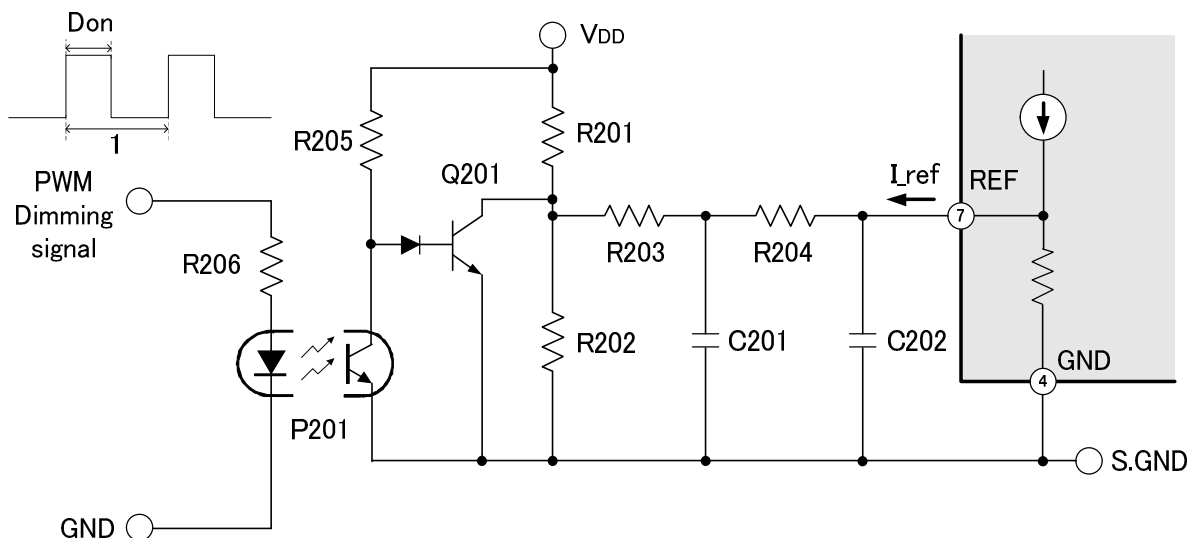 Don
1
VDD
R205
R201
Q201
PWM
Dimming
signal
I_ref
REF
7
R206
R203
R204
R202
C201
C202
GND
4
P201
S.GND
GND